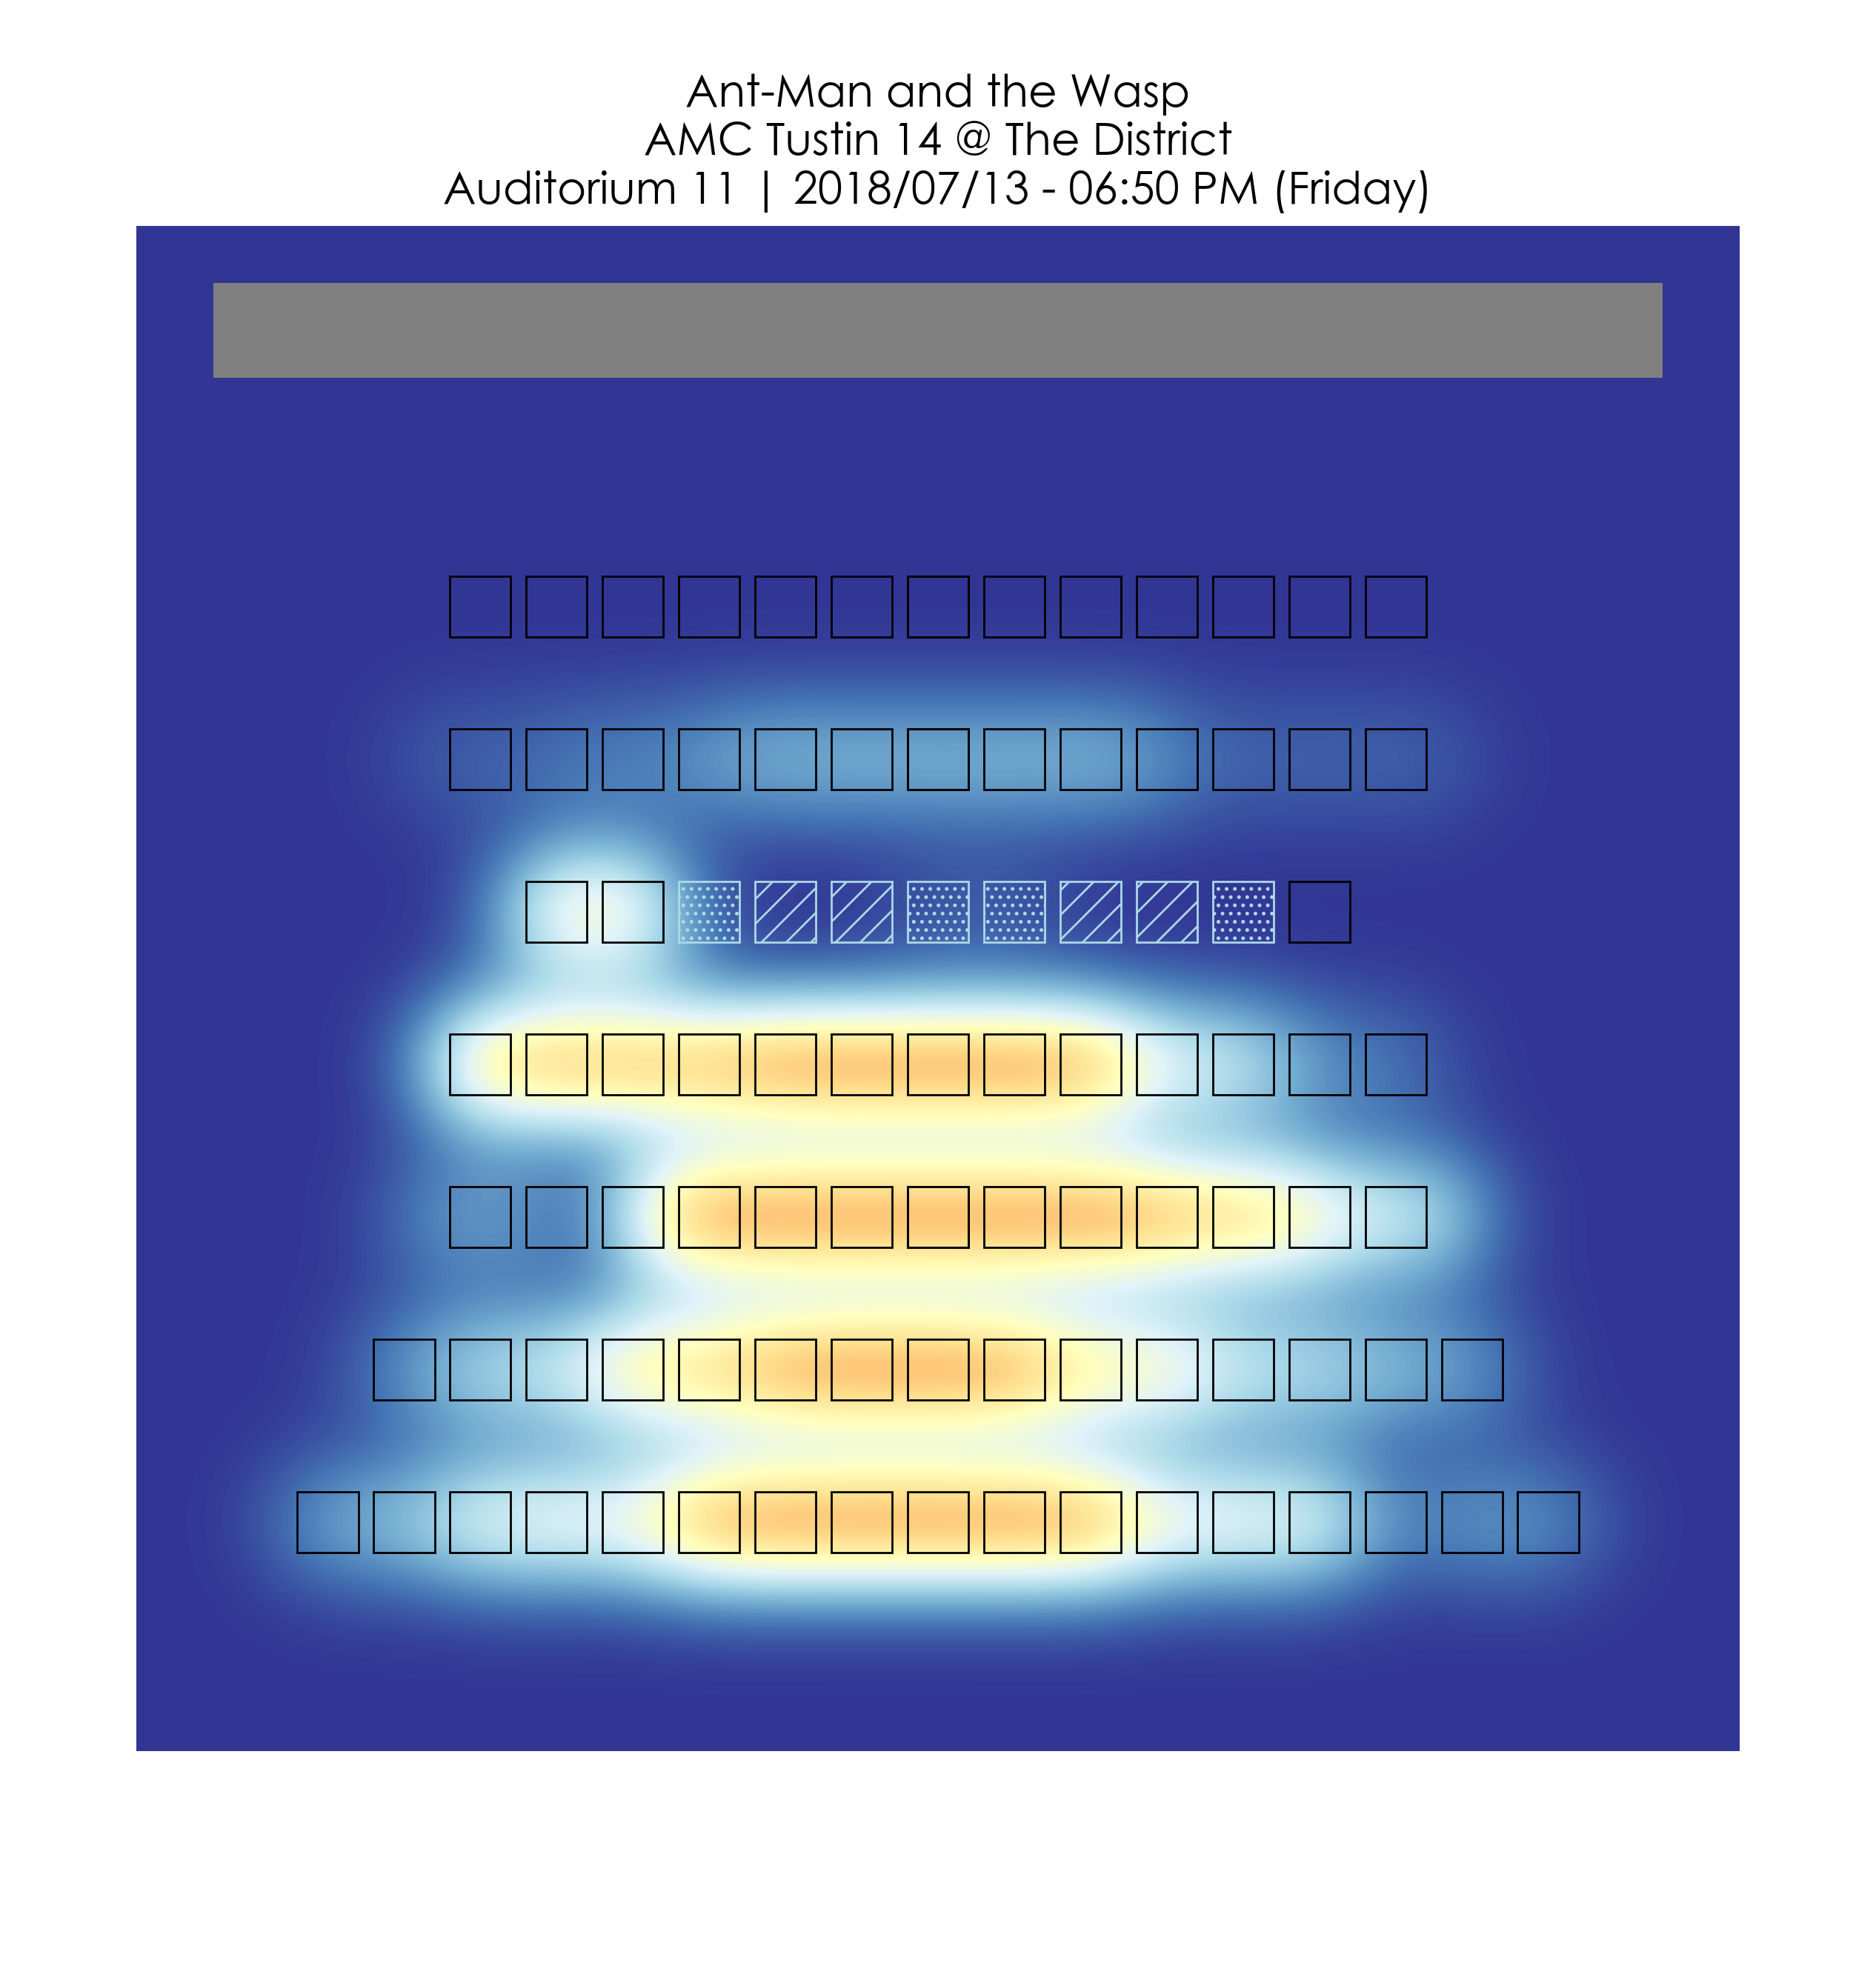 Ant-Man and the Wasp
AMC Tustin 14 @ The District
Auditorium 11 | 2018/07/13 - 06:50 PM (Friday)